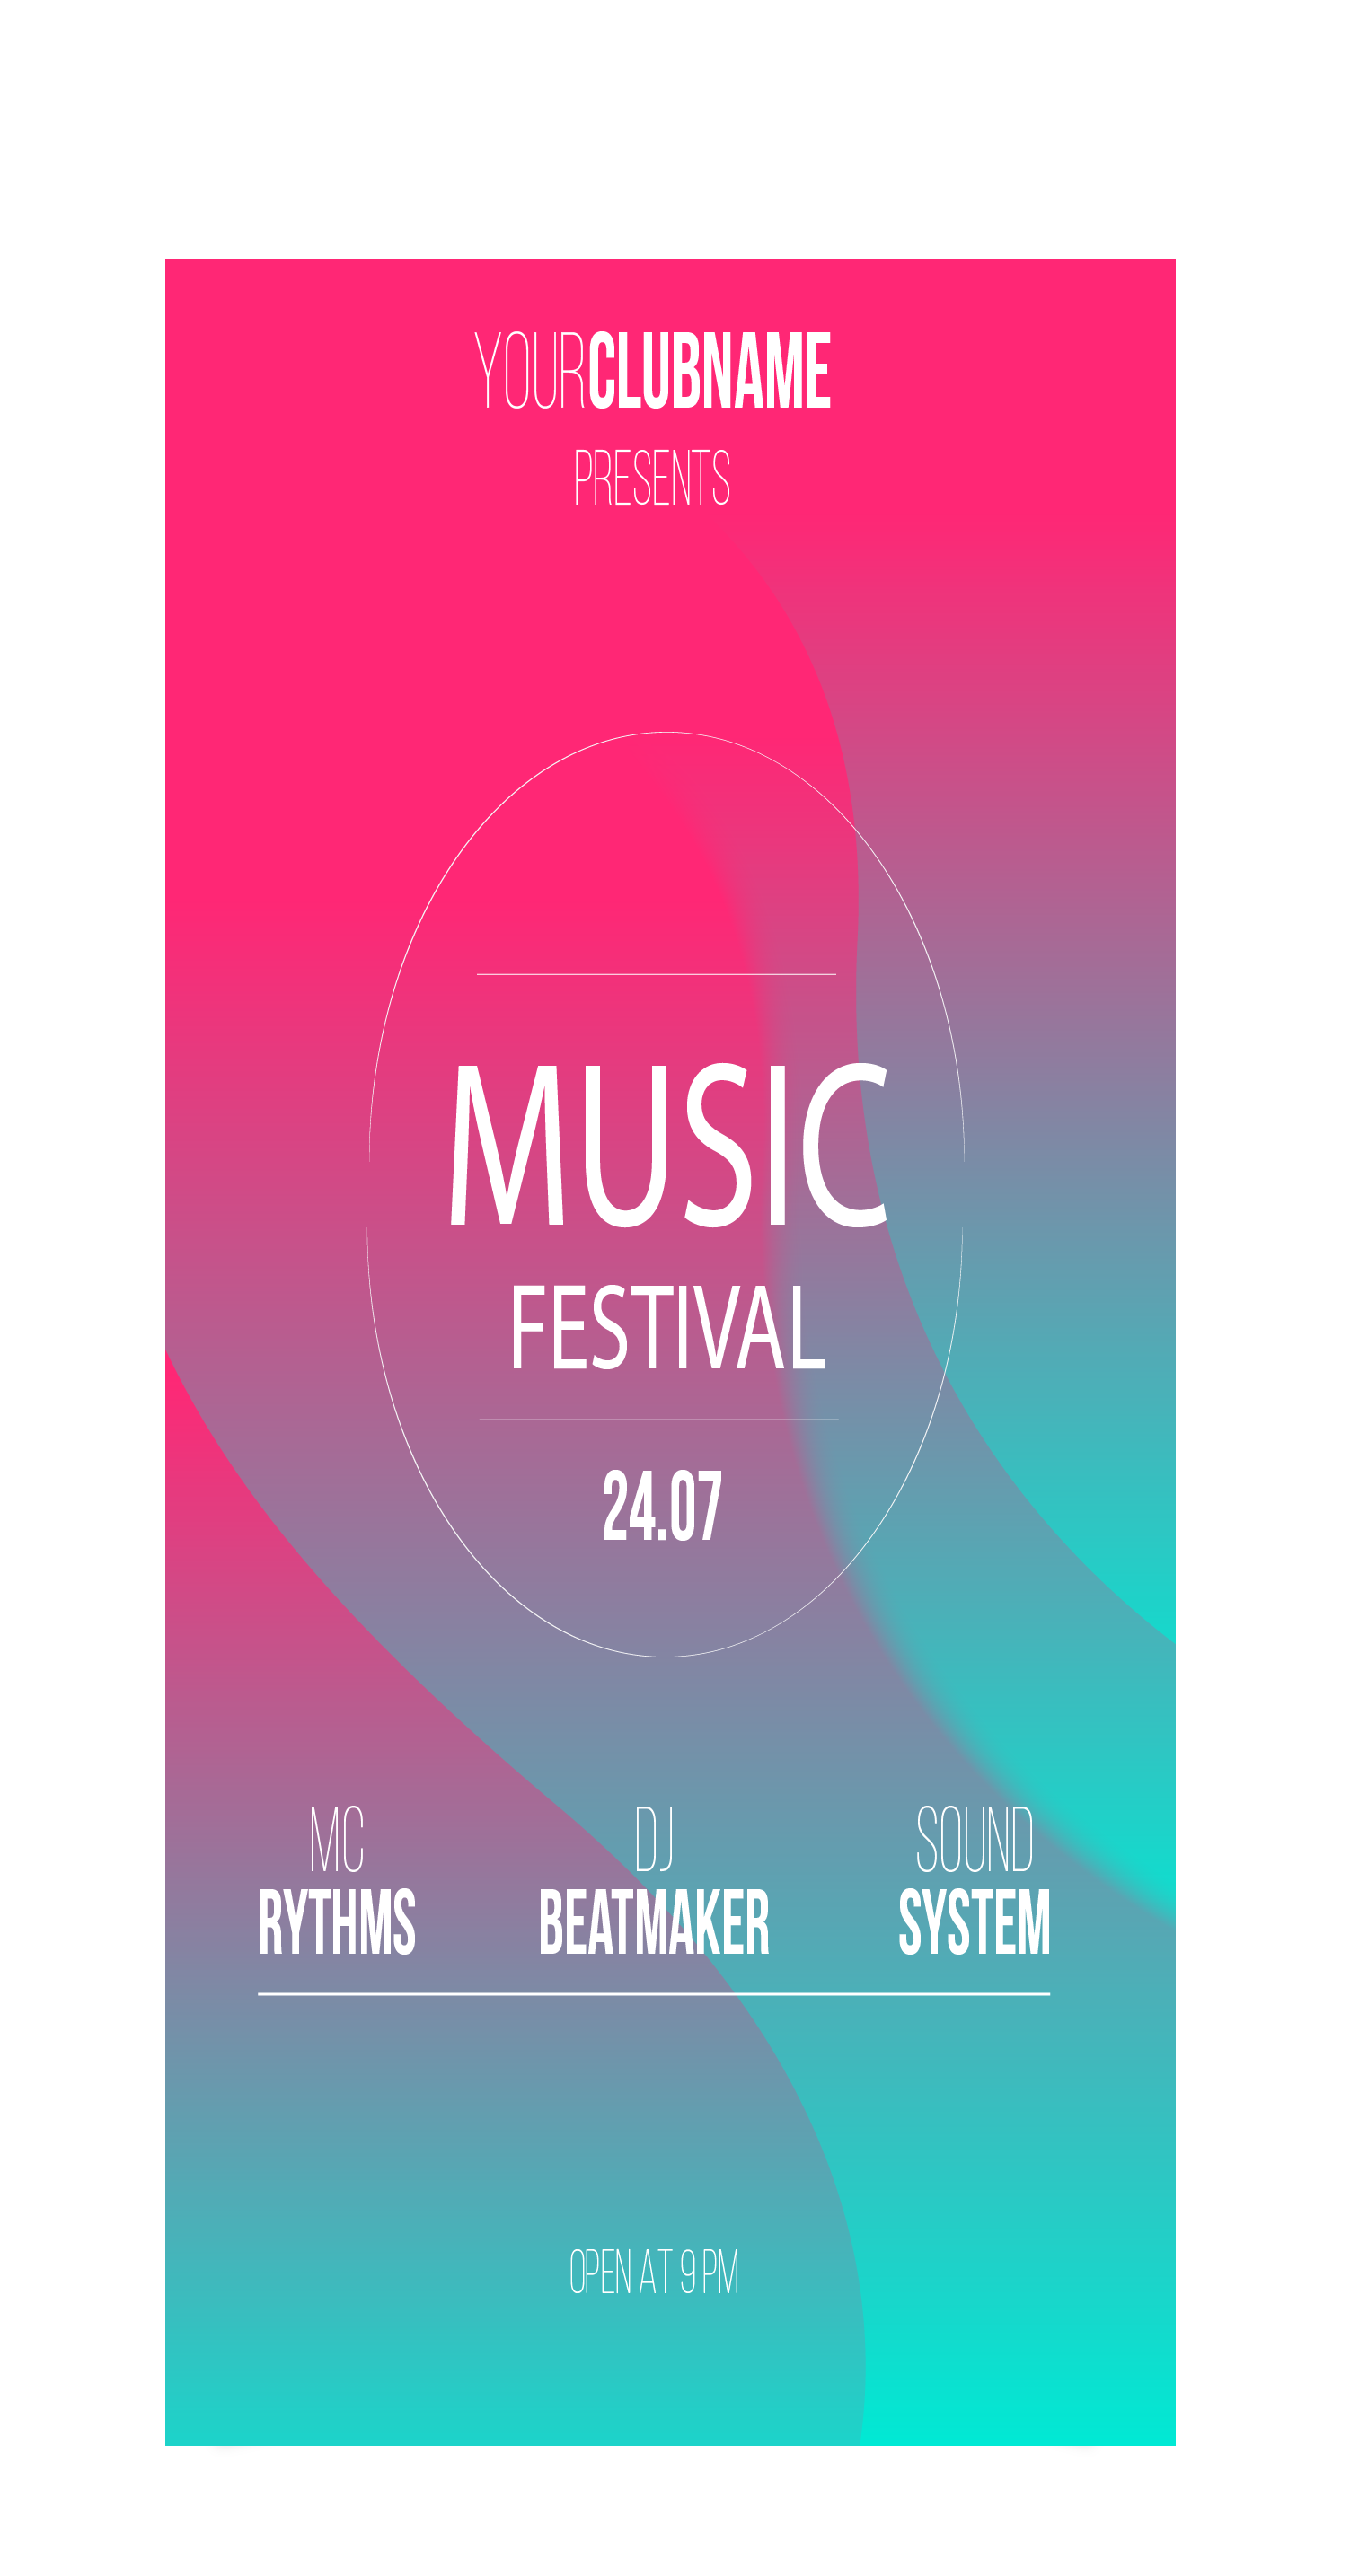 YOURCLUBNAME
PRESENTS
MUSIC
FESTIVAL
24.07
MC DJ SOUND
RYTHMS BEATMAKER SYSTEM
OPEN AT 9 PM